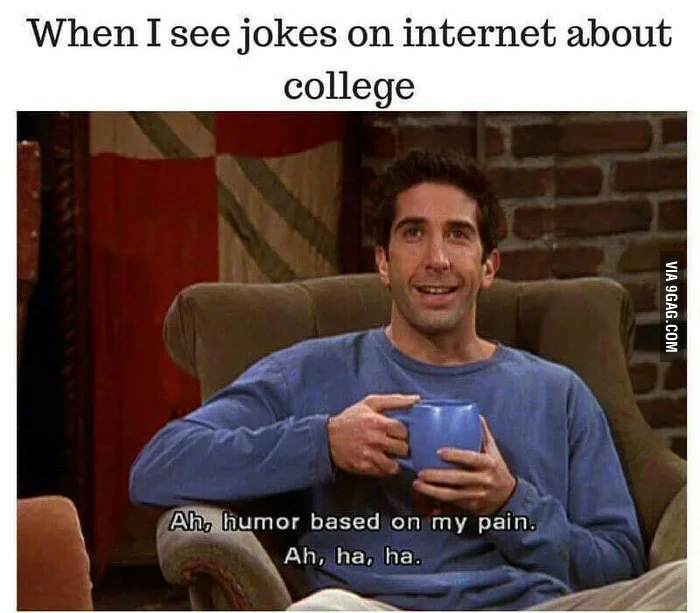 When I see jokes on internet about
college
VIA 9GAG.COM
Ah, humor based on my pain.
Ah, ha, ha.